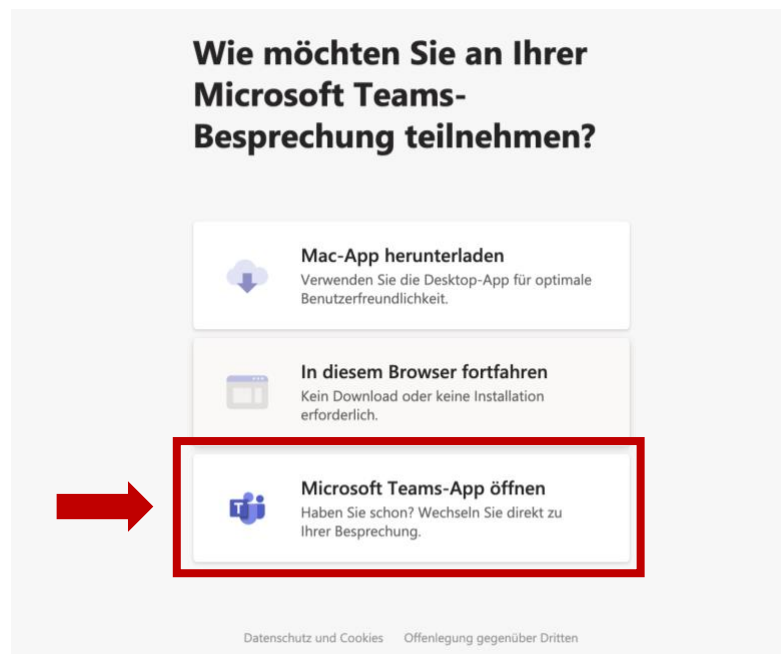 Wie möchten Sie an Ihrer
Microsoft Teams-
Besprechung teilnehmen?
Mac-App herunterladen
Verwenden Sie die Desktop-App für optimale
Benutzerfreundlichkeit.
In diesem Browser fortfahren
Kein Download oder keine Installation
erforderlich.
Microsoft Teams-App öffnen
Haben Sie schon? Wechseln Sie direkt zu
Ihrer Besprechung.
Datenschutz und Cookies Offenlegung gegenüber Dritten